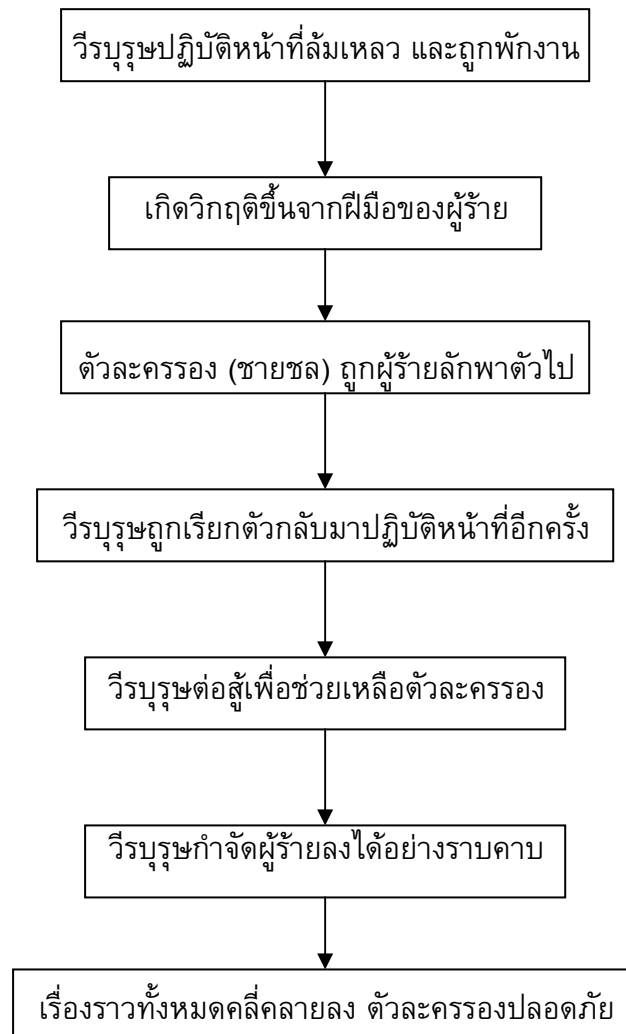 วีรบุรุษปฏิบัติหน้าที่ล้มเหลว และถูกพักงาน
เกิดวิกฤติขึ้นจากฝีมือของผู้ร้าย
ตัวละครรอง (ชายชล) ถูกผู้ร้ายลักพาตัวไป
วีรบุรุษถูกเรียกตัวกลับมาปฏิบัติหน้าที่อีกครั้ง
วีรบุรุษต่อสู้เพื่อช่วยเหลือตัวละครรอง
วีรบุรุษกำจัดผู้ร้ายลงได้อย่างราบคาบ
เรื่องราวทั้งหมดคลี่คลายลง ตัวละครรองปลอดภัย